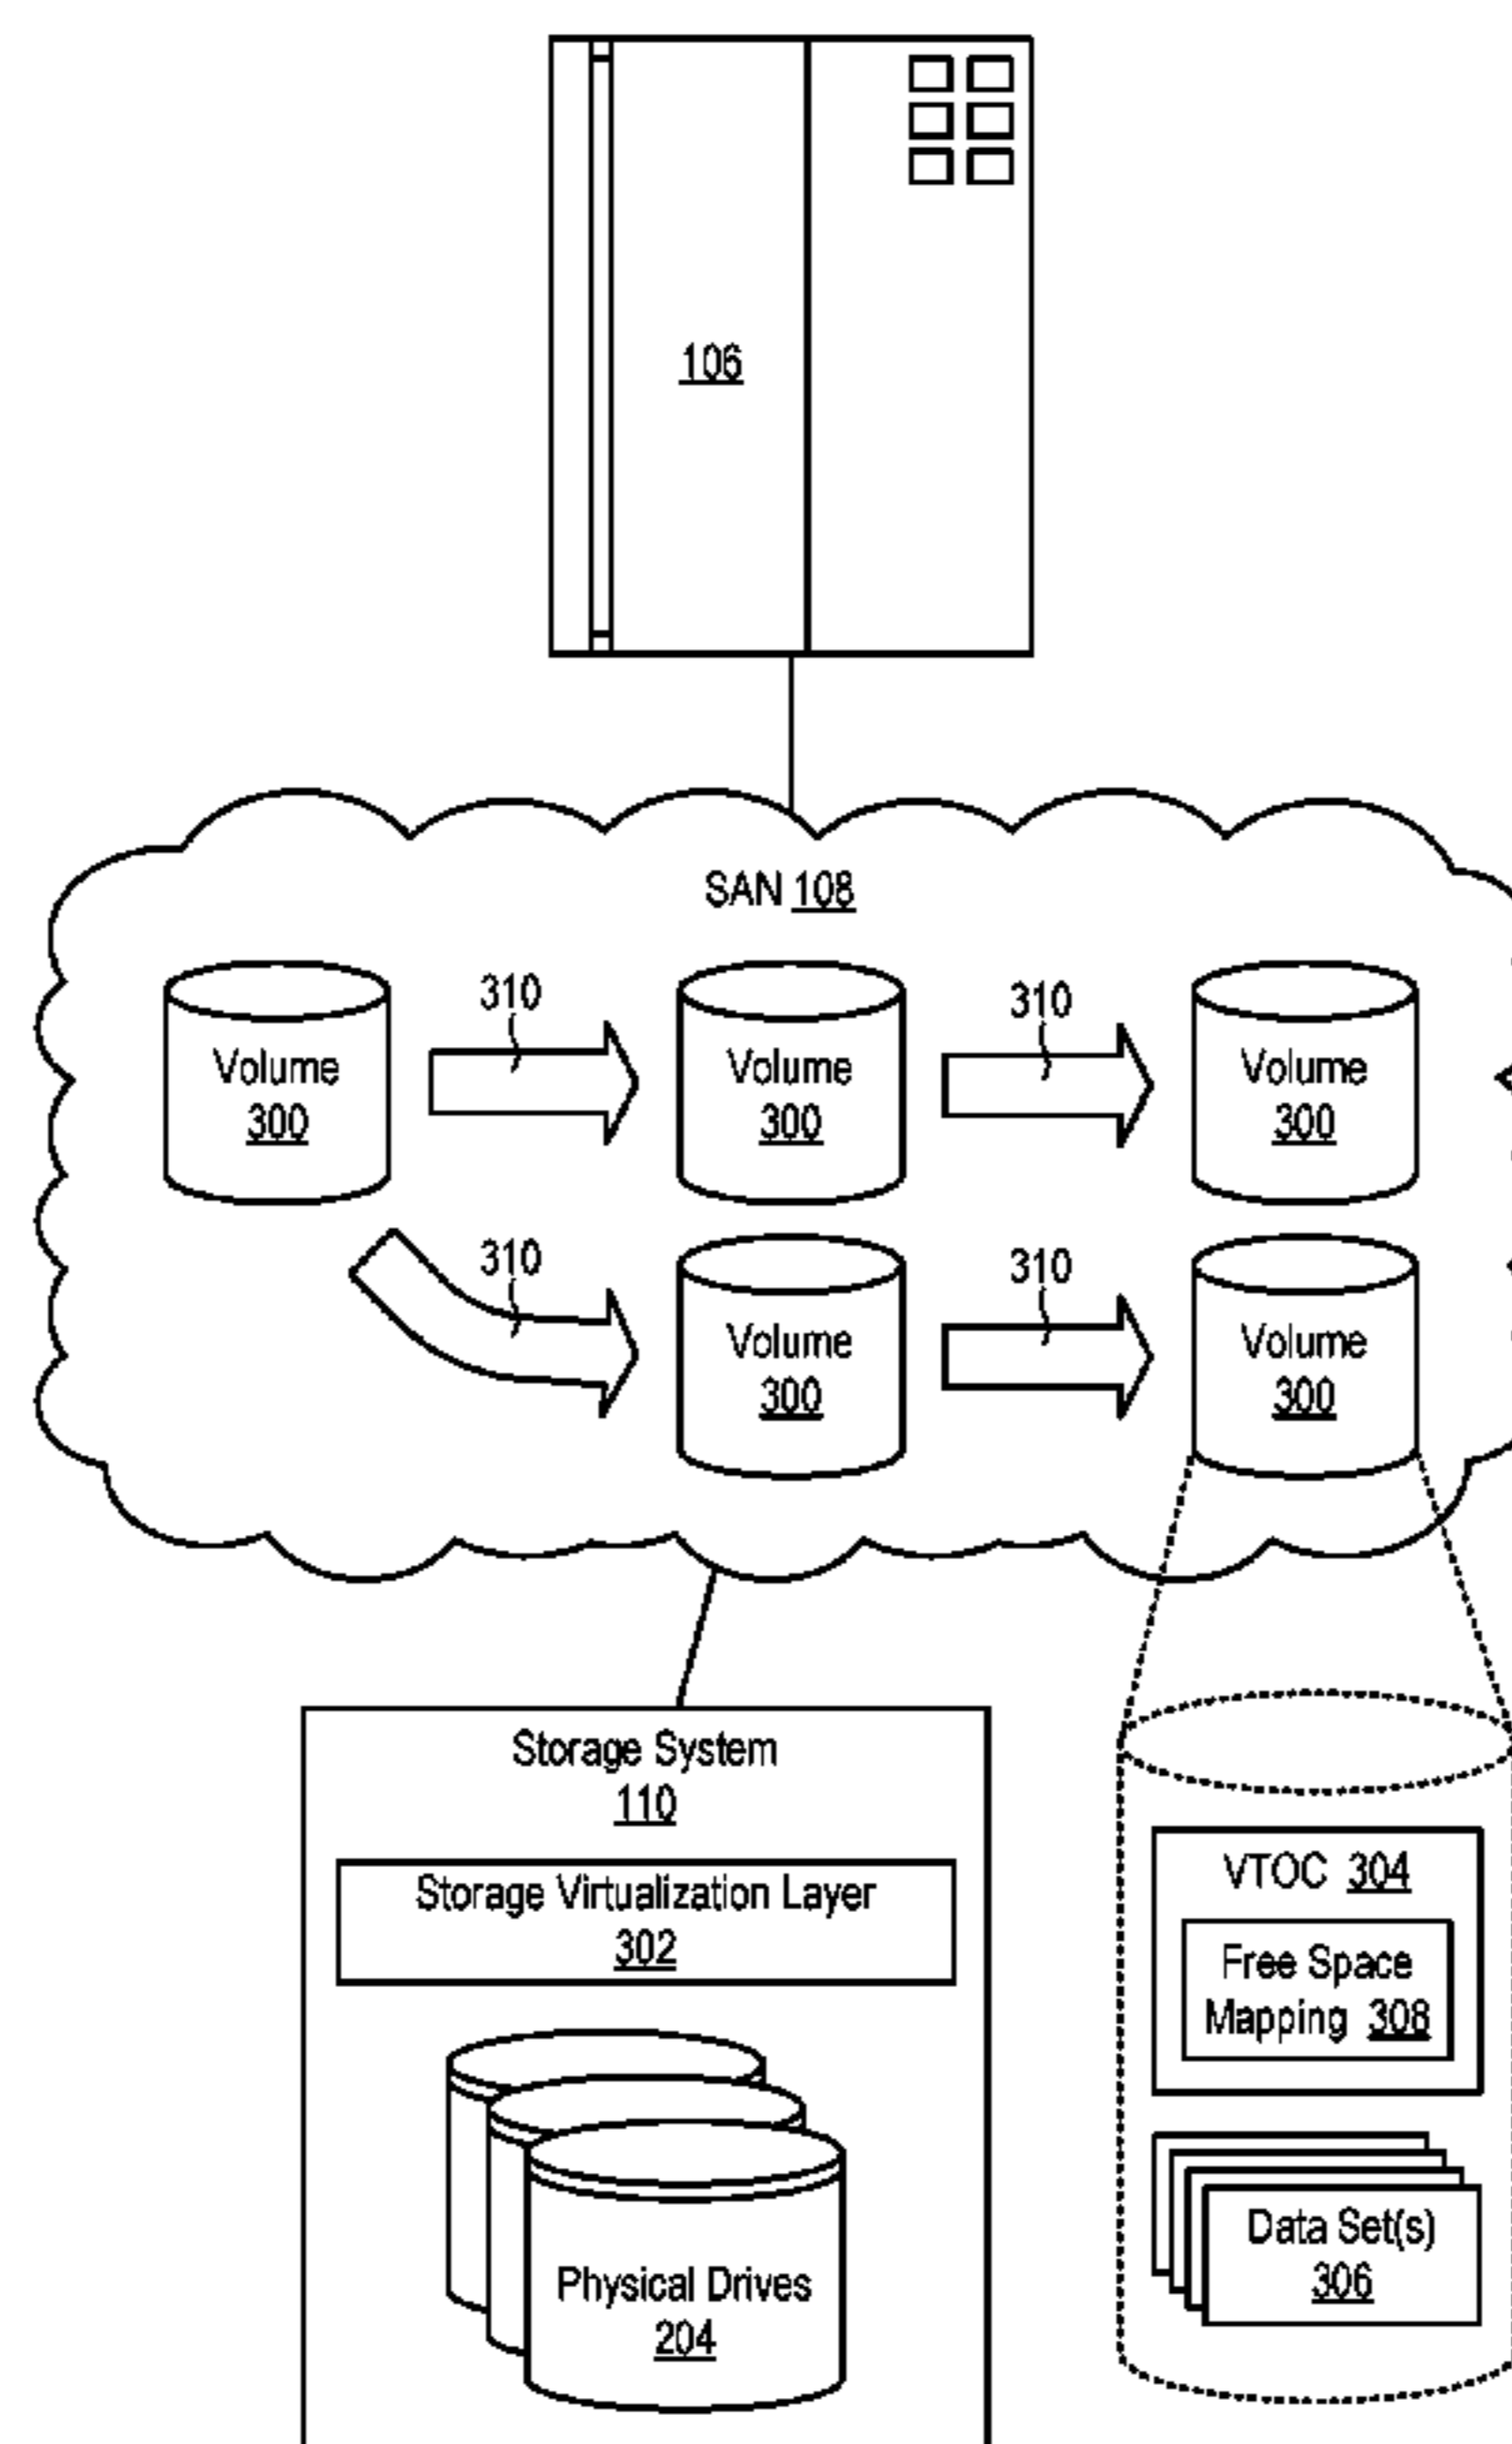 106
SAN 108
310
310
Volume
300
Volume
300
Volume
300
310
310
Volume
300
Volume
300
Storage System
110
Storage Virtualization Layer
302
Physical Drives
204
VTOC 304
Free Space
Mapping 308
Data Set(s)
306